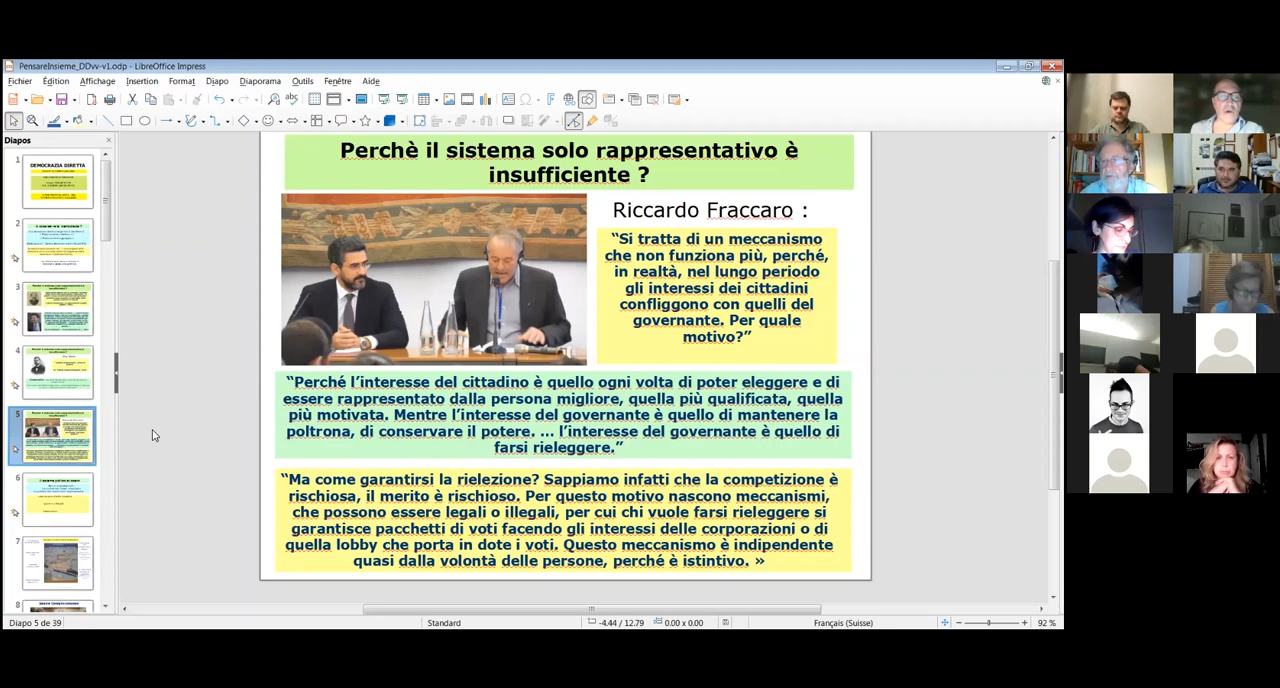 PensareInsieme_DDvv-v1.odp - LibreOffice Impress
Fichier Édition Affichage Insertion Format Diapo Diaporama Outils Fenêtre Aide
Diapos
1
DEMOCRAZIA DIRETTA
2
3
4
5
6
7
8
Perchè il sistema solo rappresentativo è
insufficiente ?
Riccardo Fraccaro :
“Si tratta di un meccanismo
che non funziona più, perché,
in realtà, nel lungo periodo
gli interessi dei cittadini
confliggono con quelli del
governante. Per quale
motivo?”
“Perché l’interesse del cittadino è quello ogni volta di poter eleggere e di
essere rappresentato dalla persona migliore, quella più qualificata, quella
più motivata. Mentre l’interesse del governante è quello di mantenere la
poltrona, di conservare il potere. ... l’interesse del governante è quello di
farsi rieleggere.”
“Ma come garantirsi la rielezione? Sappiamo infatti che la competizione è
rischiosa, il merito è rischioso. Per questo motivo nascono meccanismi,
che possono essere legali o illegali, per cui chi vuole farsi rieleggere si
garantisce pacchetti di voti facendo gli interessi delle corporazioni o di
quella lobby che porta in dote i voti. Questo meccanismo è indipendente
quasi dalla volontà delle persone, perché è istintivo. »
Diapo 5 de 39 Standard -4.44 / 12.79 0.00 x 0.00 Français (Suisse) 92 %